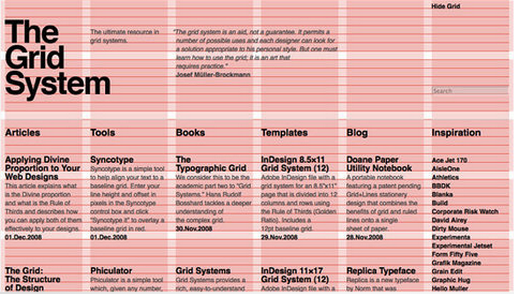 Hide Grid
The
Grid
System
The ultimate resource in
grid systems.
"The grid system is an aid, not a guarantee. It permits a
number of possible uses and each designer can look for
a solution appropriate to his personal style. But one must
learn how to use the grid; it is an art that
requires practice."
Josef Müller-Brockmann
Search
Articles
Tools
Books
Templates
Blog
Inspiration
Applying Divine
Proportion to Your
Web Designs
This article explains what
is the Divine proportion
and what is the Rule of
Thirds and describes how
you can apply both of them
effectively to your designs.
01.Dec.2008
Syncotype
Syncotype is a simple tool
to help align your text to a
baseline grid. Enter your
line height and offset in
pixels in the Syncotype
control box and click
"Syncotype it" to overlay a
baseline grid in red.
01.Dec.2008
The
Typographic Grid
We consider this to be the
academic part two to "Grid
Systems." Hans Rudolf
Bosshard tackles a deeper
understanding of
the complex grid.
30.Nov.2008
InDesign 8.5x11
Grid System (12)
Adobe InDesign file with a
grid system for an 8.5"x11"
page that is divided into 12
columns and rows using
the Rule of Thirds (Golden
Ratio). Includes a
12pt baseline grid.
29.Nov.2008
Doane Paper
Utility Notebook
A portable notebook
featuring a patent pending
Grid+Lines stationery
design that combines the
benefits of grid and ruled
lines onto a single
sheet of paper.
28.Nov.2008
Ace Jet 170
AisleOne
Athletics
BBDK
Blanka
Build
Corporate Risk Watch
David Airey
Dirty Mouse
Experimenta
Experimental Jetset
Form Fifty Five
Grafik Magazine
Grain Edit
Graphic Hug
Hello Muller
The Grid:
The Structure
of Design
Phiculator
Phiculator is a simple tool
which, given any number,
Grid Systems
Grid Systems provides a
rich, easy-to-understand
InDesign 11x17
Grid System (12)
Adobe InDesign file with a
Replica Typeface
Replica is a new typeface
by Norm that was